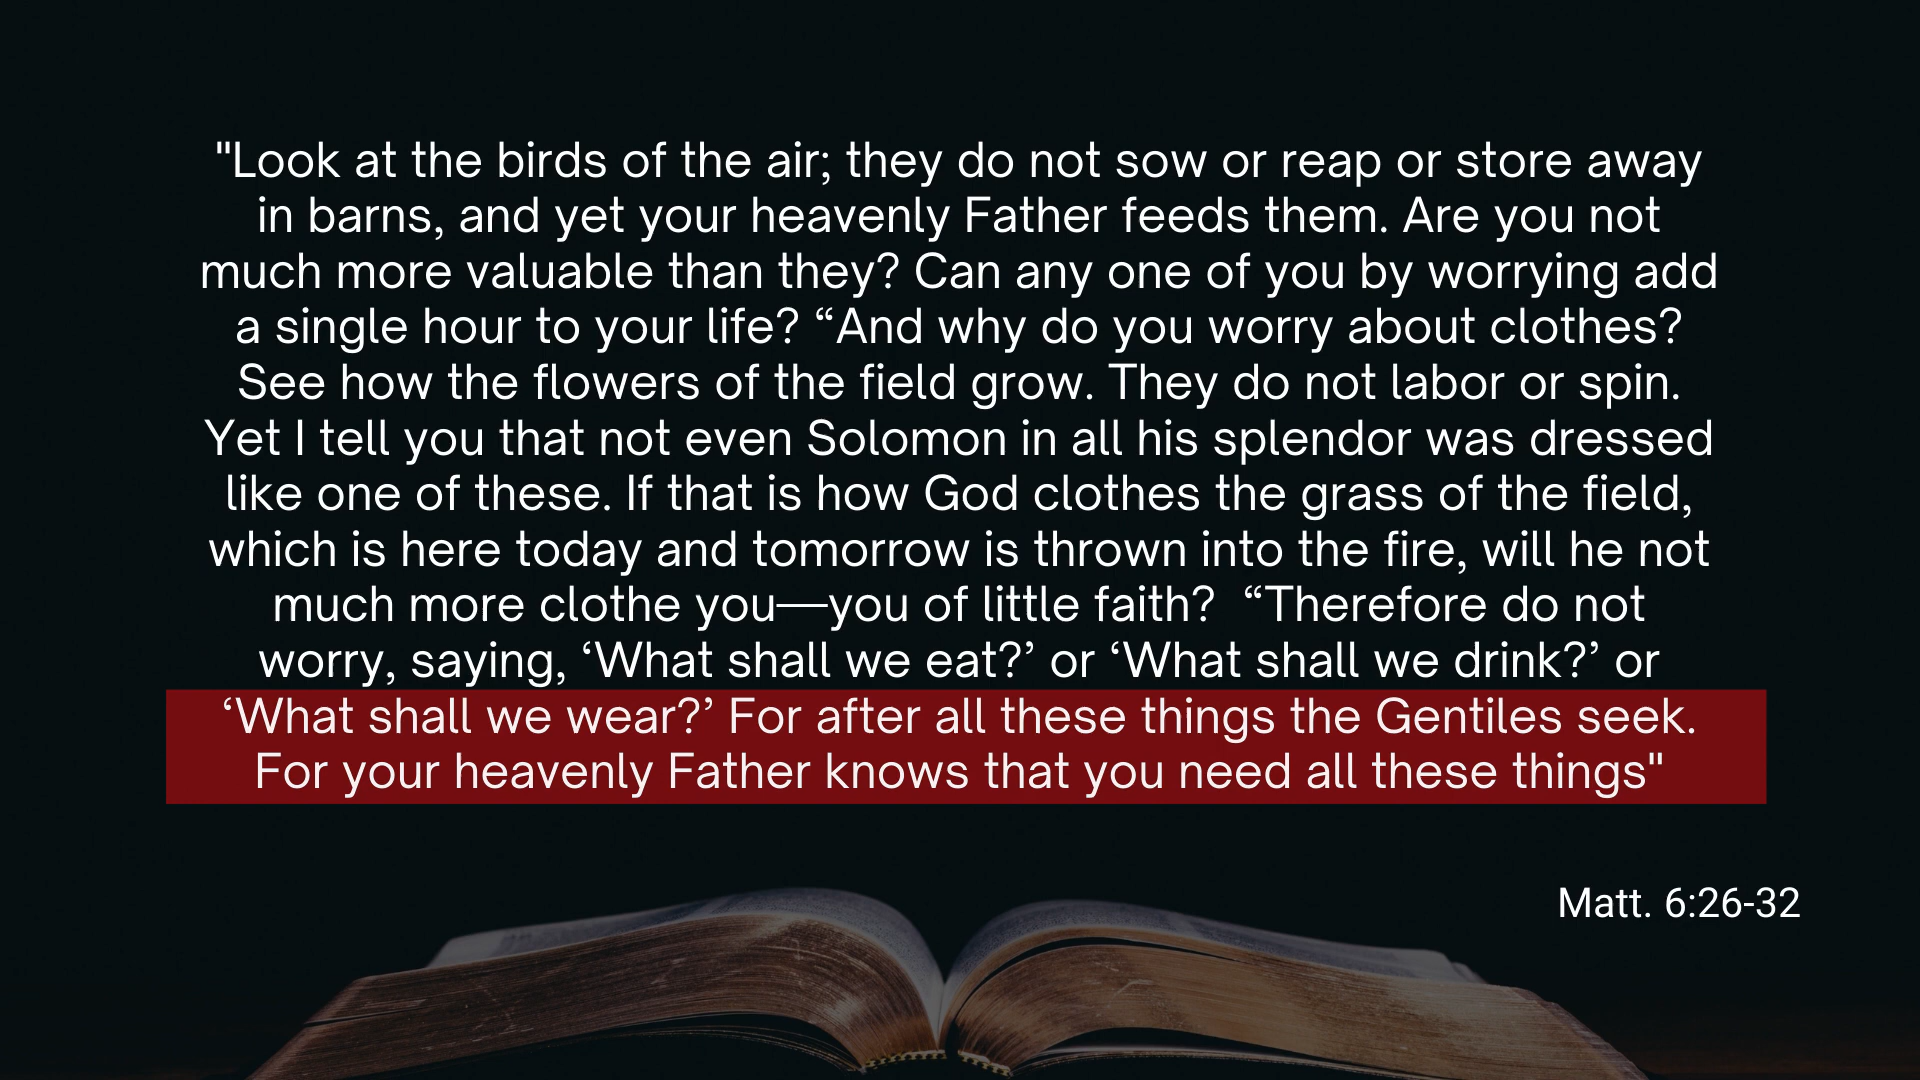 "Look at the birds of the air; they do not sow or reap or store away
in barns, and yet your heavenly Father feeds them. Are you not
much more valuable than they? Can any one of you by worrying add
a single hour to your life? “And why do you worry about clothes?
See how the flowers of the field grow. They do not labor or spin.
Yet I tell you that not even Solomon in all his splendor was dressed
like one of these. If that is how God clothes the grass of the field,
which is here today and tomorrow is thrown into the fire, will he not
much more clothe you—you of little faith?  “Therefore do not
worry, saying, ‘What shall we eat?’ or ‘What shall we drink?’ or
‘What shall we wear?’ For after all these things the Gentiles seek.
For your heavenly Father knows that you need all these things"
Matt. 6:26-32